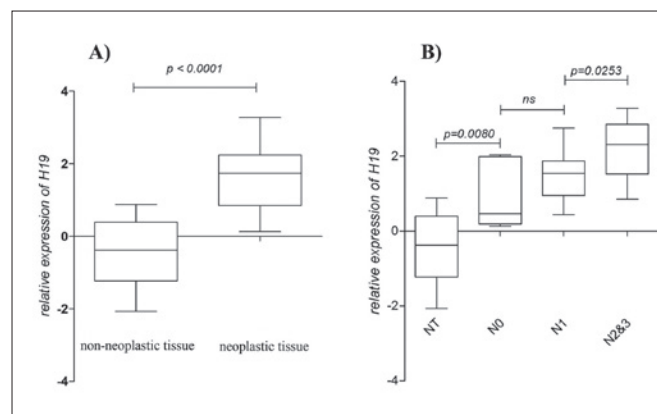 A)
p < 0.0001
relative expression of H19
4
2
0
-2
-4
non-neoplastic tissue
neoplastic tissue
B)
p=0.0253
ns
p=0.0080
relative expression of H19
4
2
0
-2
-4
NT
N0
N1
N2&3